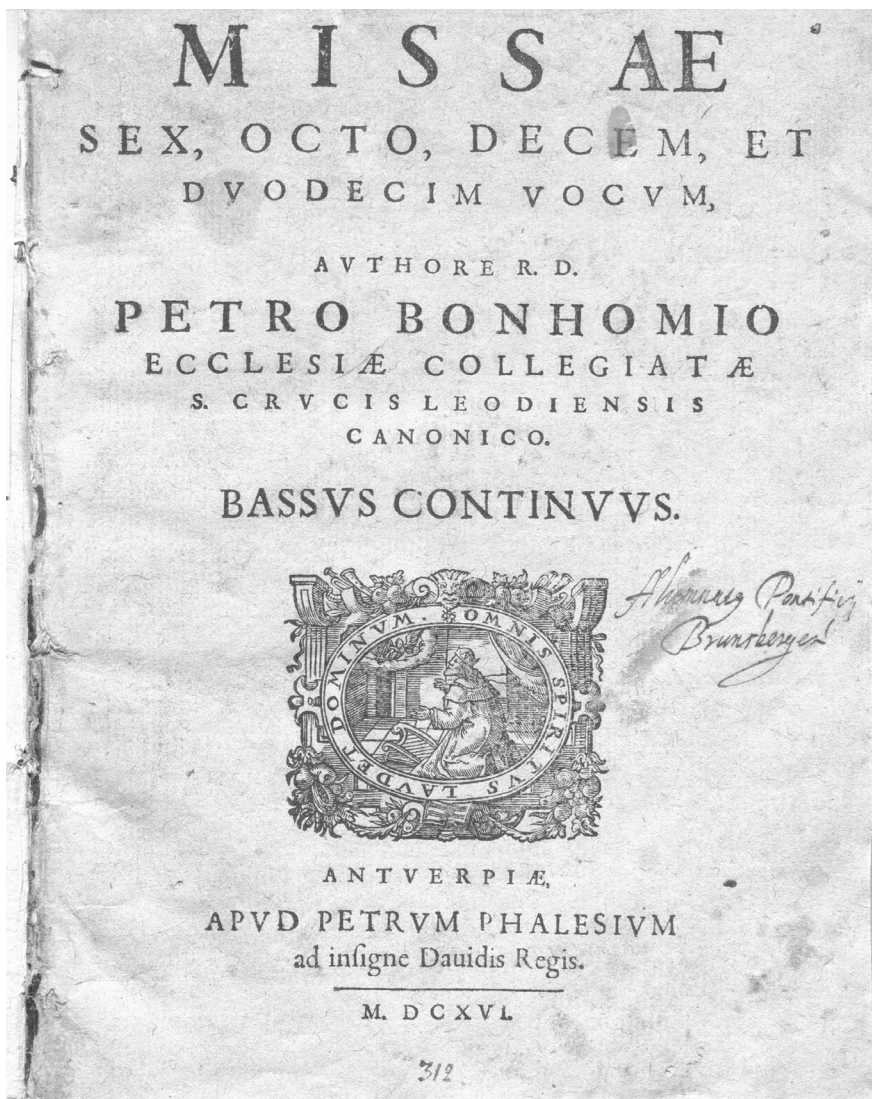 MISSAE
SEX, OCTO, DECEM, ET
DVODECIM VOCVM,
AVTHORE R. D.
PETRO BONHOMIO
ECCLESIÆ COLLEGIATÆ
S. CRVCIS LEODIENSIS
CANONICO.
BASSVS CONTINVVS.
OMNIS SPIRITVS LAVDET DOMINVM.
ANTVERPIÆ,
APVD PETRVM PHALESIVM
ad insigne Dauidis Regis.
M. DCXVI.
312